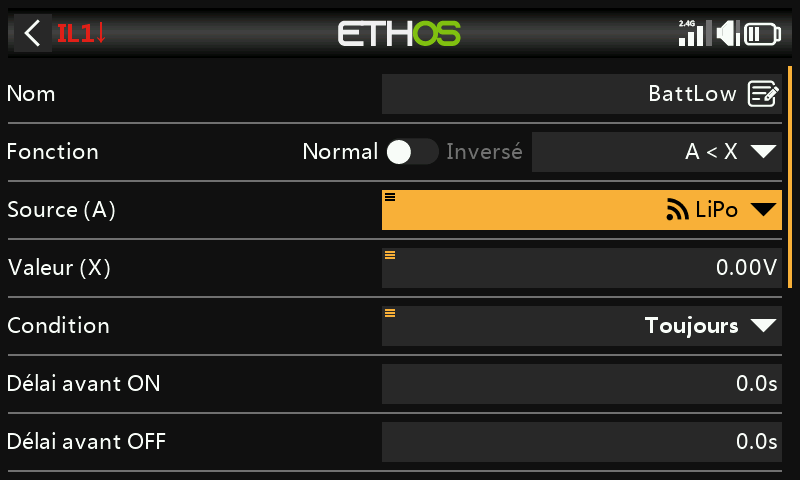 IL1↓ ETHOS 2.4G
Nom BattLow
Fonction Normal Inversé A < X
Source (A) LiPo
Valeur (X) 0.00V
Condition Toujours
Délai avant ON 0.0s
Délai avant OFF 0.0s